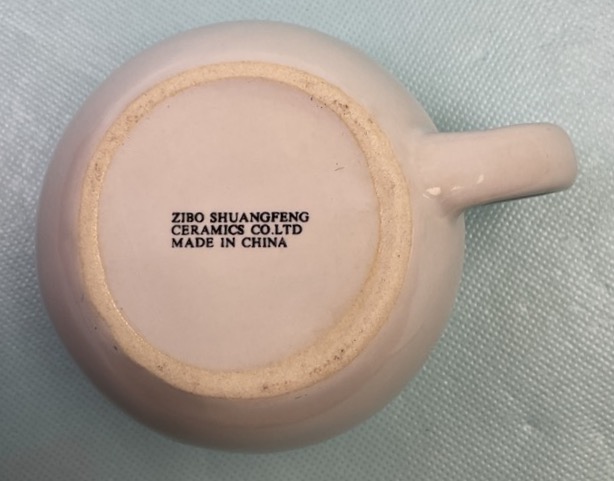 ZIBO SHUANGFENG
CERAMICS CO.LTD
MADE IN CHINA